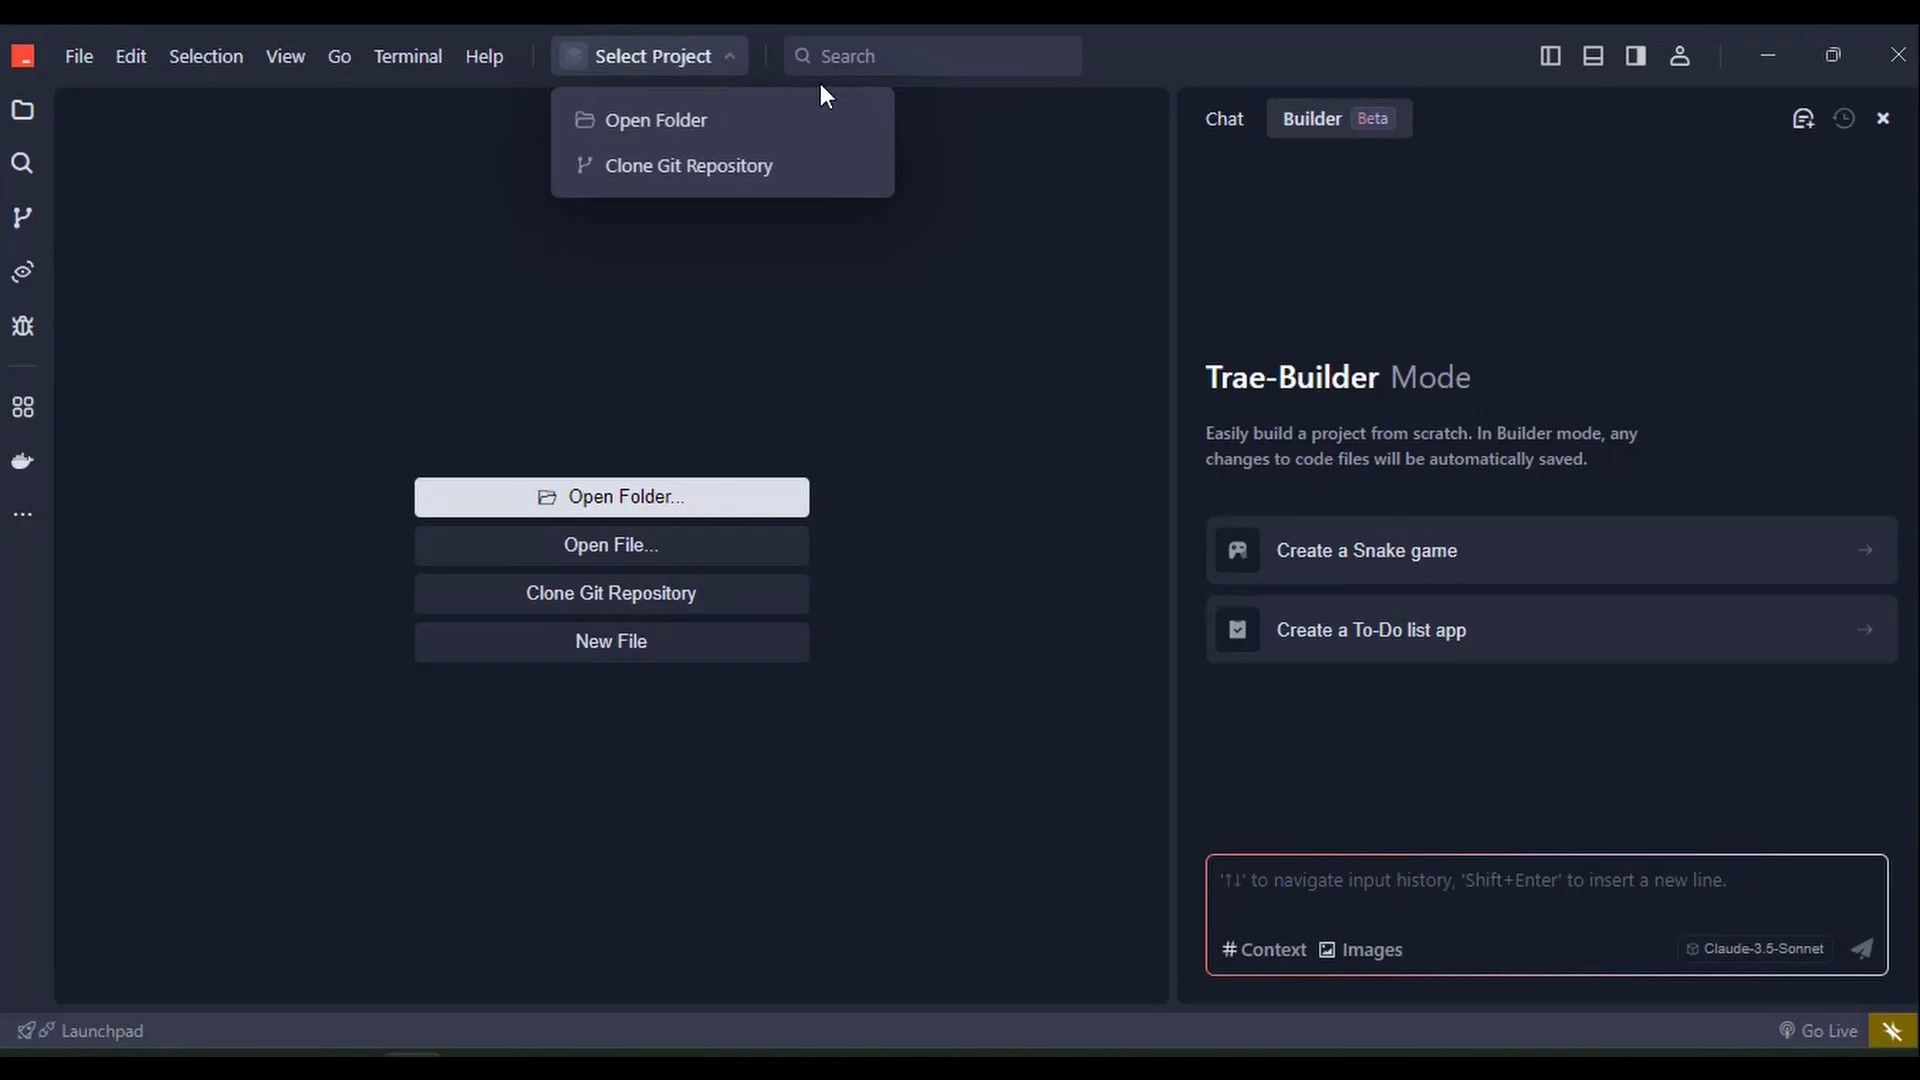 File Edit Selection View Go Terminal Help Select Project Search
Open Folder
Clone Git Repository
Open Folder...
Open File...
Clone Git Repository
New File
Chat Builder Beta
Trae-Builder Mode
Easily build a project from scratch. In Builder mode, any
changes to code files will be automatically saved.
Create a Snake game
Create a To-Do list app
'↑↓' to navigate input history, 'Shift+Enter' to insert a new line.
# Context Images Claude-3.5-Sonnet
Launchpad Go Live